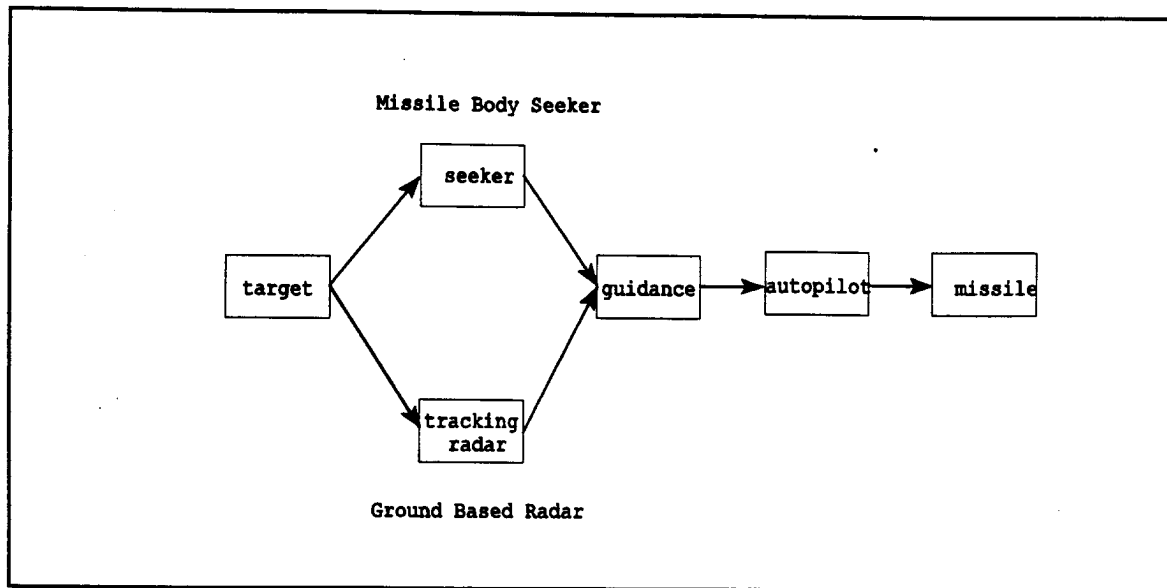 Missile Body Seeker
seeker
target
guidance
autopilot
missile
tracking
radar
Ground Based Radar